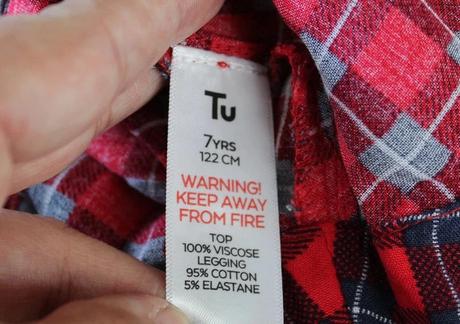 Tu
7YRS
122 CM
WARNING!
KEEP AWAY
FROM FIRE
TOP
100% VISCOSE
LEGGING
95% COTTON
5% ELASTANE